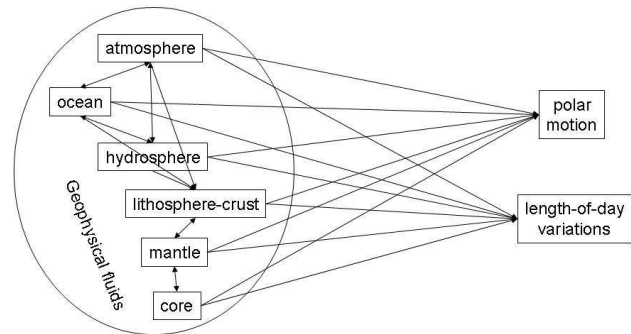 atmosphere
ocean
hydrosphere
lithosphere-crust
mantle
core
Geophysical fluids
polar
motion
length-of-day
variations